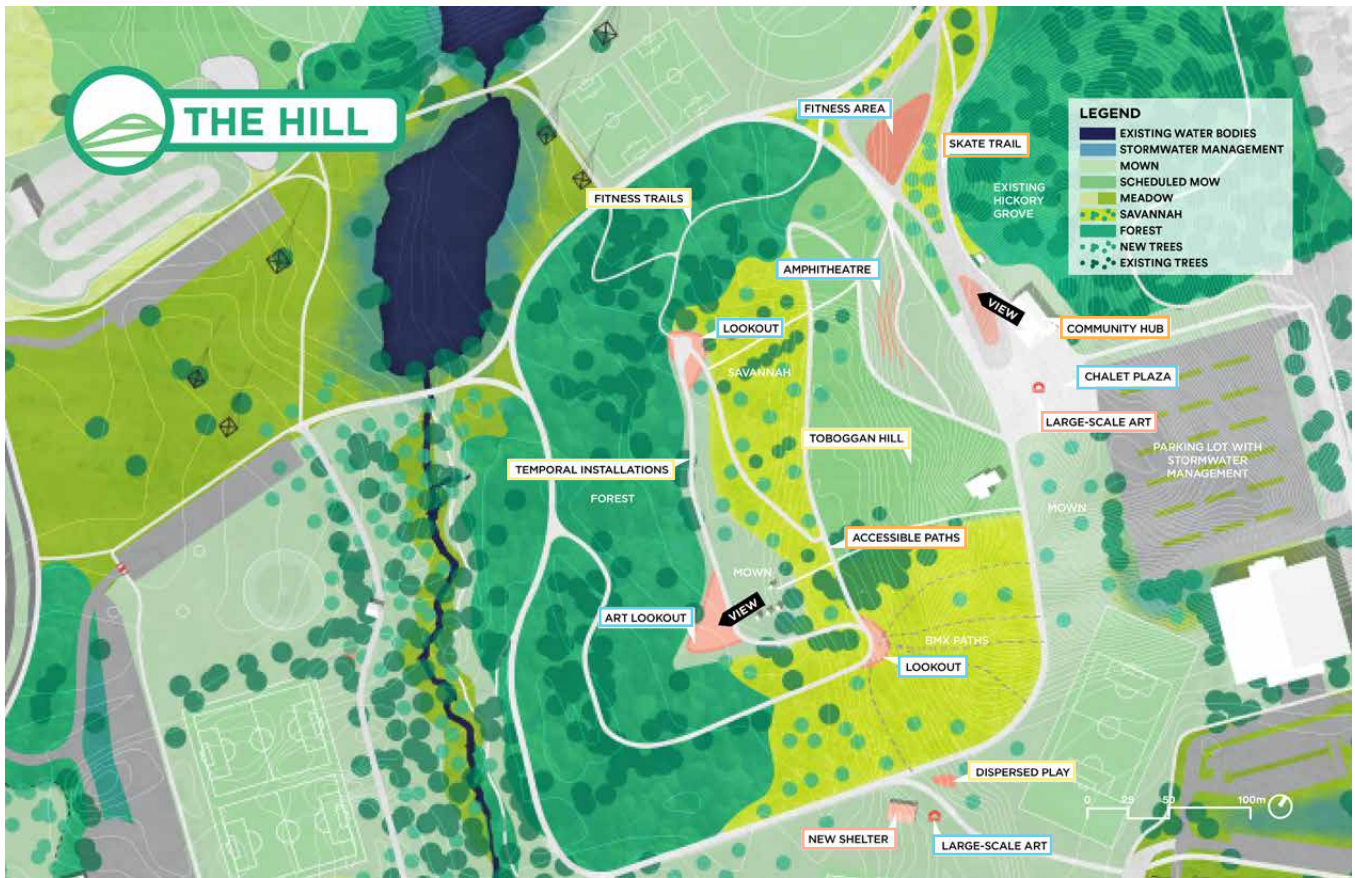 THE HILL
FITNESS AREA
LEGEND
EXISTING WATER BODIES
STORMWATER MANAGEMENT
MOWN
SCHEDULED MOW
MEADOW
SAVANNAH
FOREST
NEW TREES
EXISTING TREES
SKATE TRAIL
EXISTING
HICKORY
GROVE
FITNESS TRAILS
AMPHITHEATRE
VIEW
LOOKOUT
COMMUNITY HUB
SAVANNAH
CHALET PLAZA
LARGE-SCALE ART
TOBOGGAN HILL
PARKING LOT WITH
STORMWATER
MANAGEMENT
TEMPORAL INSTALLATIONS
FOREST
MOWN
ACCESSIBLE PATHS
MOWN
VIEW
ART LOOKOUT
BMX PATHS
LOOKOUT
DISPERSED PLAY
0 25 50 100m
NEW SHELTER
LARGE-SCALE ART